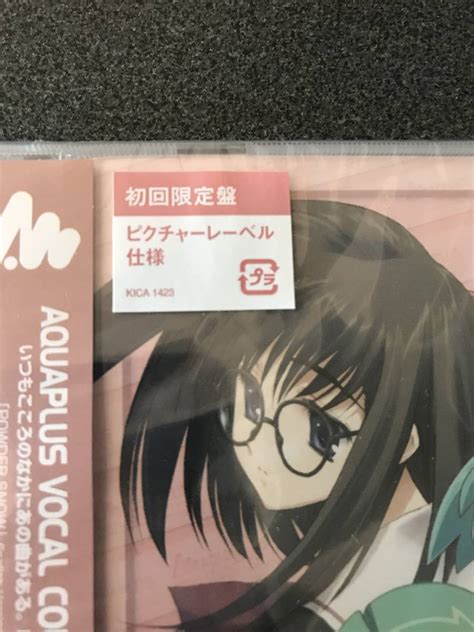 初回限定盤
ピクチャーレーベル
仕様
KICA 1423
プラ
AQUAPLUS VOCAL CO
いつもこころのなかにあの曲がある。
「POWDER SNOW」